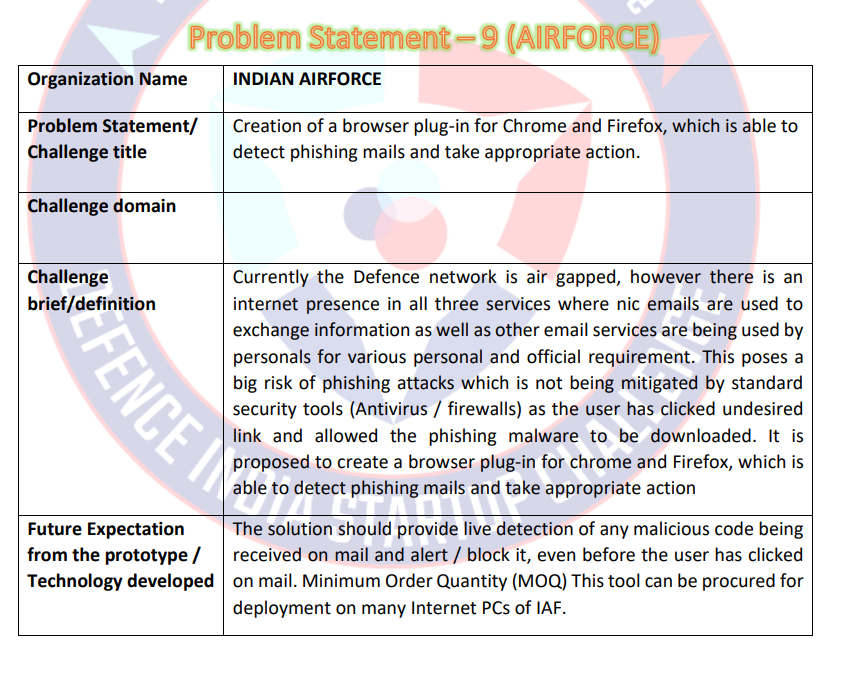 Problem Statement – 9 (AIRFORCE)
Organization Name
INDIAN AIRFORCE
Problem Statement/
Challenge title
Creation of a browser plug-in for Chrome and Firefox, which is able to
detect phishing mails and take appropriate action.
Challenge domain
Challenge
brief/definition
Currently the Defence network is air gapped, however there is an
internet presence in all three services where nic emails are used to
exchange information as well as other email services are being used by
personals for various personal and official requirement. This poses a
big risk of phishing attacks which is not being mitigated by standard
security tools (Antivirus / firewalls) as the user has clicked undesired
link and allowed the phishing malware to be downloaded. It is
proposed to create a browser plug-in for chrome and Firefox, which is
able to detect phishing mails and take appropriate action
Future Expectation
from the prototype /
Technology developed
The solution should provide live detection of any malicious code being
received on mail and alert / block it, even before the user has clicked
on mail. Minimum Order Quantity (MOQ) This tool can be procured for
deployment on many Internet PCs of IAF.
DEFENCE INDIA STARTUP CHALLENGE